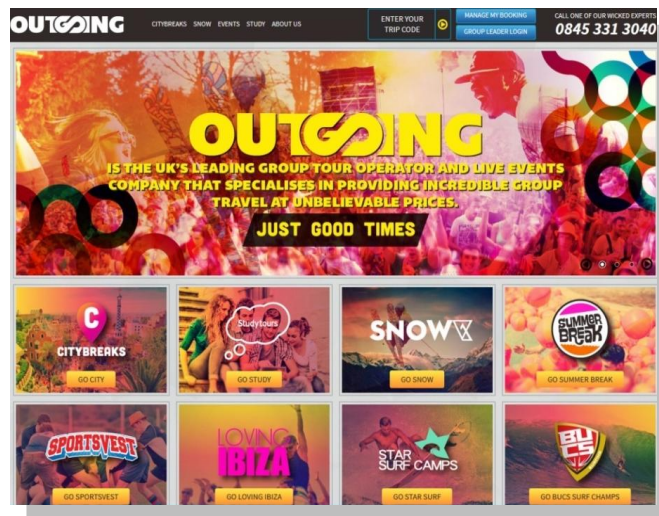 OUTGOING
CITYBREAKS SNOW EVENTS STUDY ABOUT US
ENTER YOUR
TRIP CODE
MANAGE MY BOOKING
GROUP LEADER LOGIN
CALL ONE OF OUR WICKED EXPERTS
0845 331 3040
OUTGOING
IS THE UK'S LEADING GROUP TOUR OPERATOR AND LIVE EVENTS
COMPANY THAT SPECIALISES IN PROVIDING INCREDIBLE GROUP
TRAVEL AT UNBELIEVABLE PRICES.
JUST GOOD TIMES
C
CITYBREAKS
GO CITY
Studytours
GO STUDY
SNOW
GO SNOW
SUMMER
BREAK
GO SUMMER BREAK
SPORTSVEST
GO SPORTSVEST
LOVING
IBIZA
GO LOVING IBIZA
STAR
SURF CAMPS
GO STAR SURF
BUCS
GO BUCS SURF CHAMPS